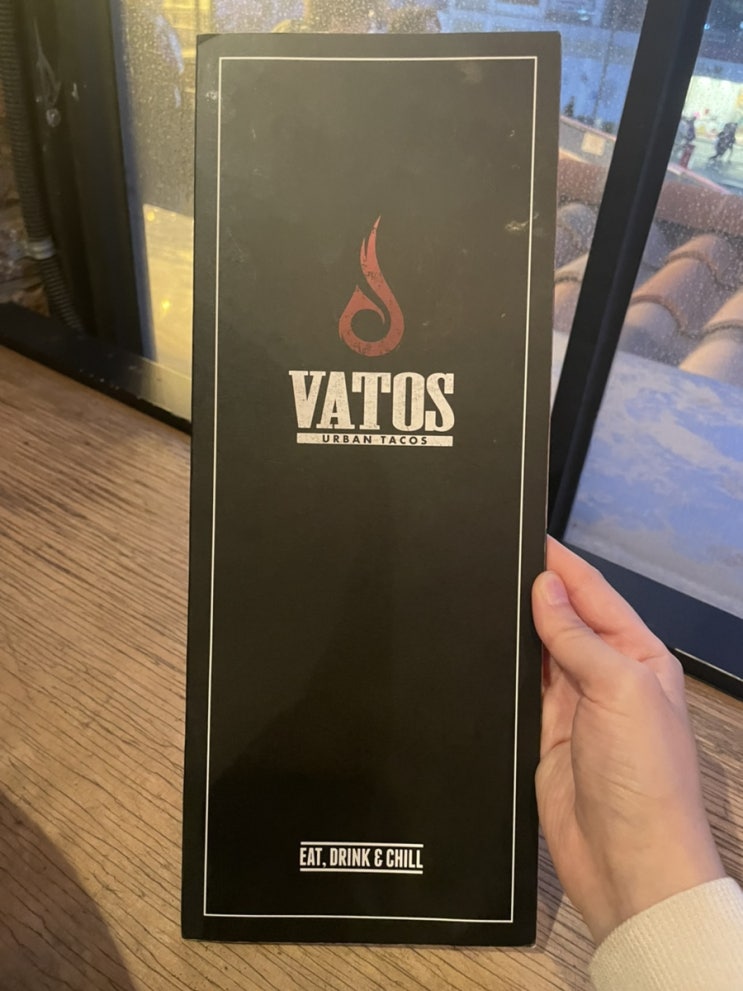 VATOS
URBAN TACOS
EAT, DRINK & CHILL